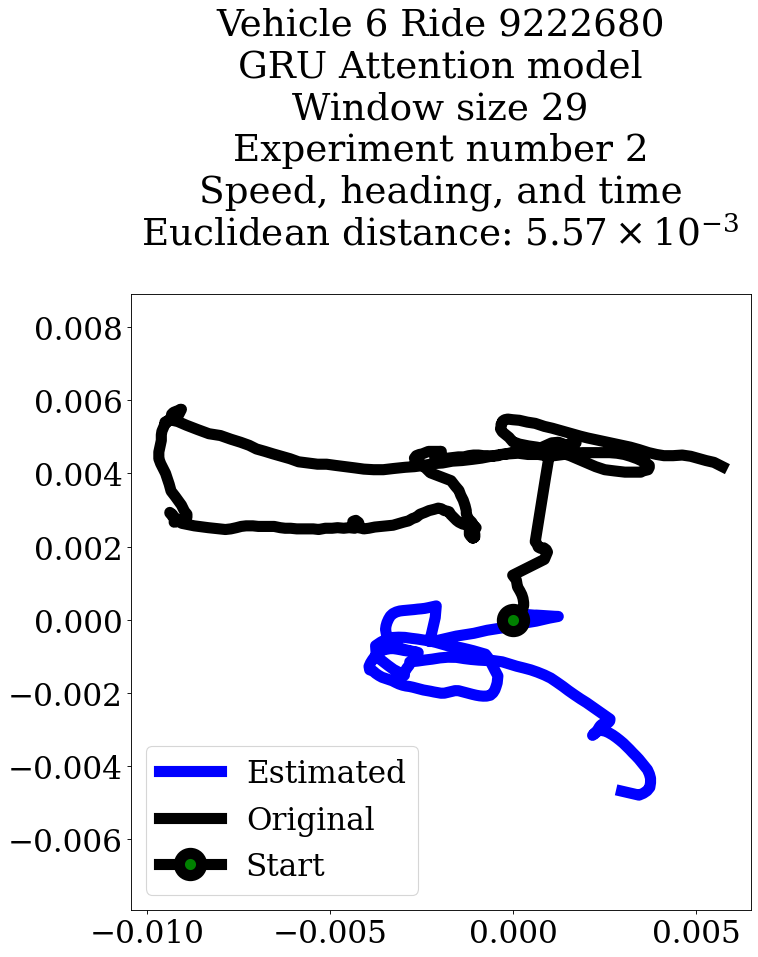 Vehicle 6 Ride 9222680
GRU Attention model
Window size 29
Experiment number 2
Speed, heading, and time
Euclidean distance: 5.57 × 10⁻³
0.008
0.006
0.004
0.002
0.000
−0.002
−0.004
−0.006
Estimated
Original
Start
−0.010 −0.005 0.000 0.005